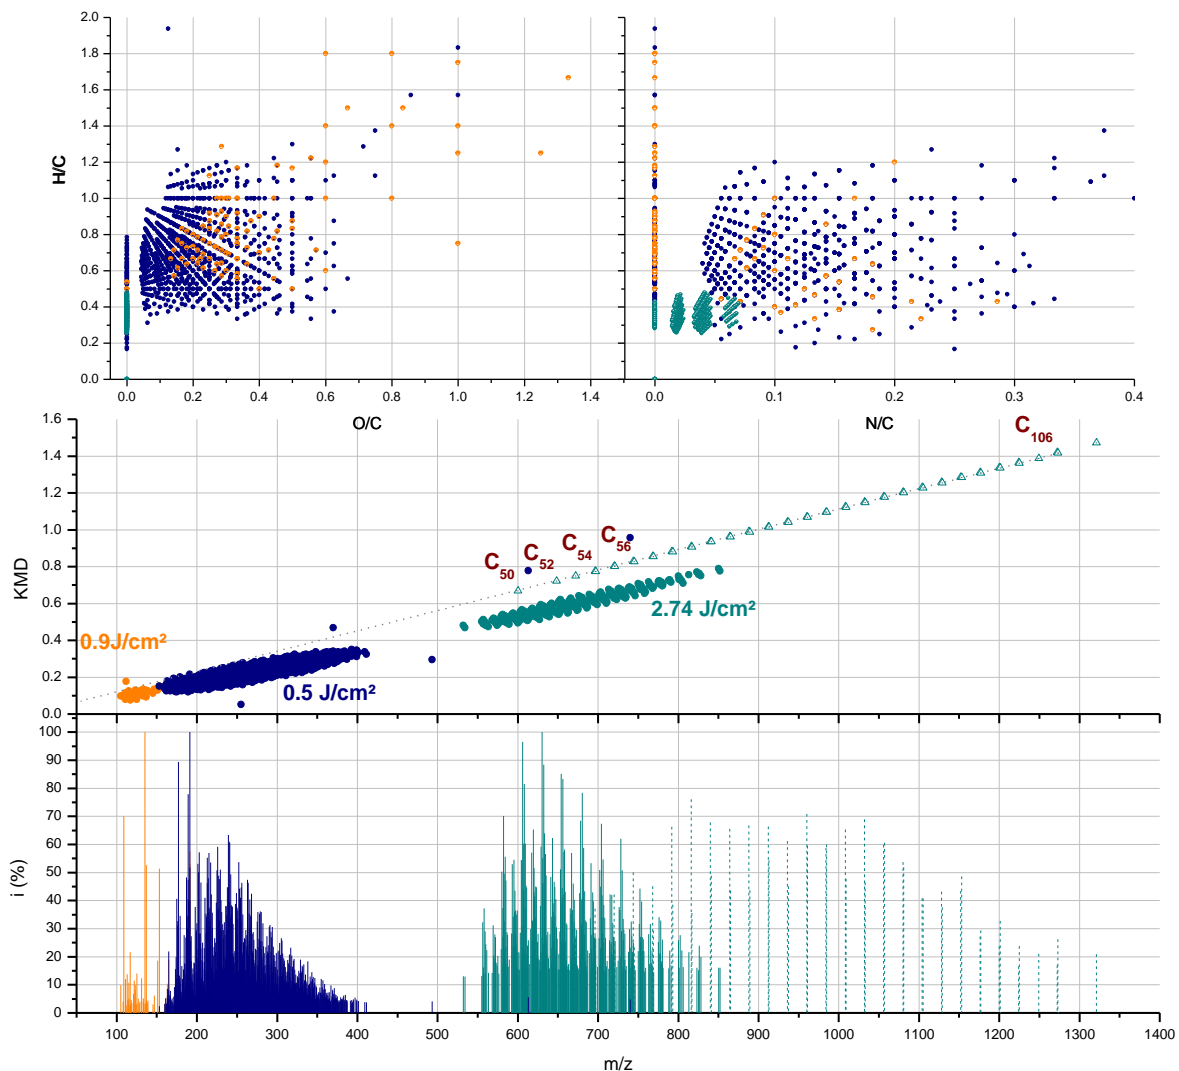 2.0
1.8
1.6
1.4
1.2
1.0
0.8
0.6
0.4
0.2
0.0
H/C
0.0 0.2 0.4 0.6 0.8 1.0 1.2 1.4
0.0 0.1 0.2 0.3 0.4
O/C N/C
1.6
1.4
1.2
1.0
0.8
0.6
0.4
0.2
0.0
KMD
C106
C50
C52
C54
C56
0.9J/cm²
0.5 J/cm²
2.74 J/cm²
100
90
80
70
60
50
40
30
20
10
0
i (%)
100 200 300 400 500 600 700 800 900 1000 1100 1200 1300 1400
m/z